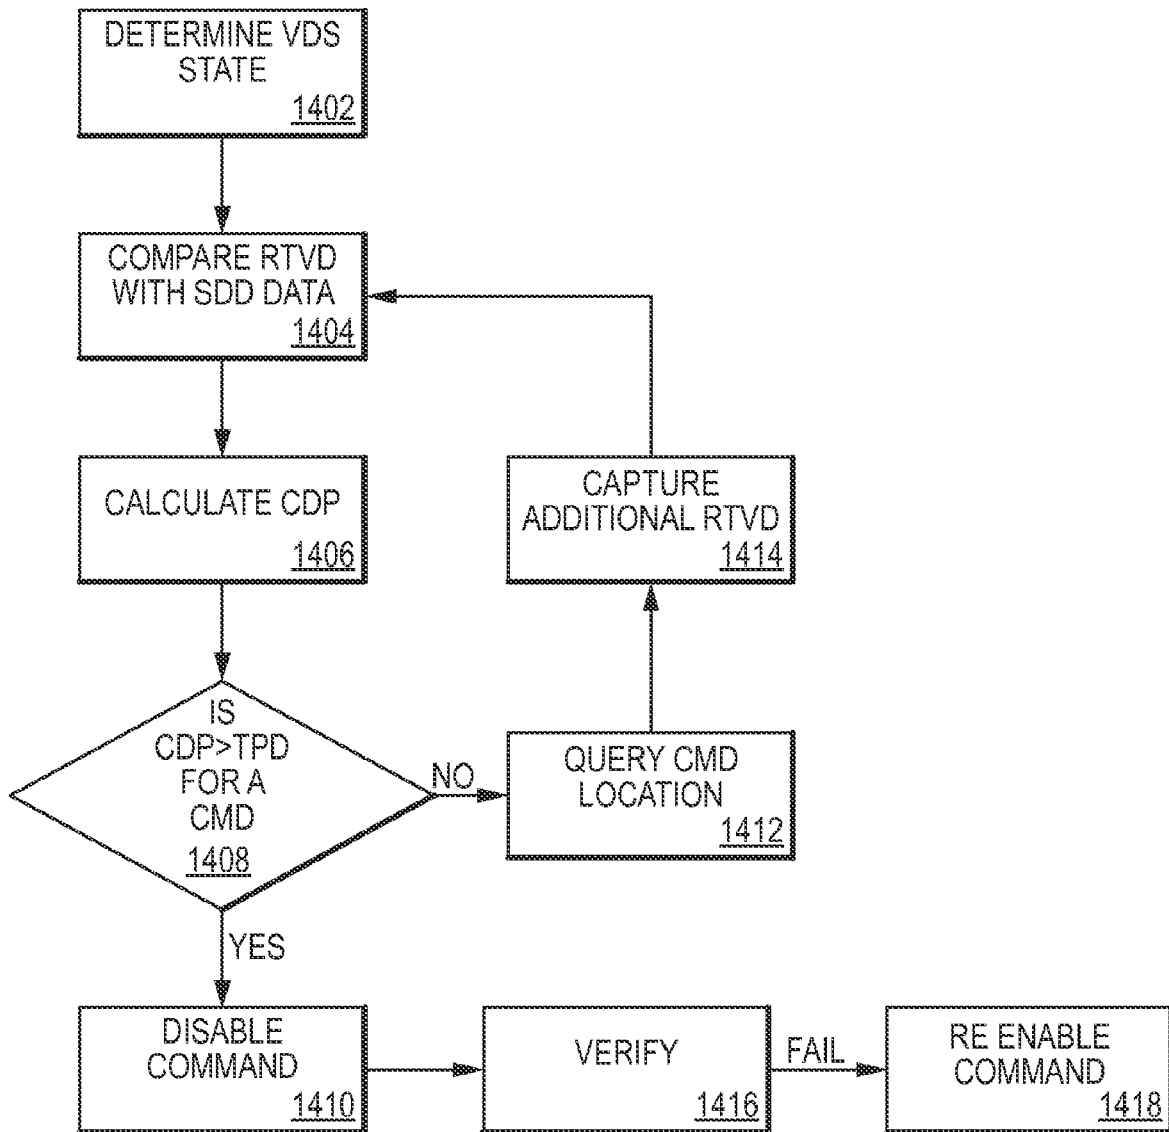 DETERMINE VDS
STATE
1402
COMPARE RTVD
WITH SDD DATA
1404
CALCULATE CDP
1406
CAPTURE
ADDITIONAL RTVD
1414
IS
CDP>TPD
FOR A
CMD
1408
NO
QUERY CMD
LOCATION
1412
YES
DISABLE
COMMAND
1410
VERIFY
1416
FAIL
RE ENABLE
COMMAND
1418